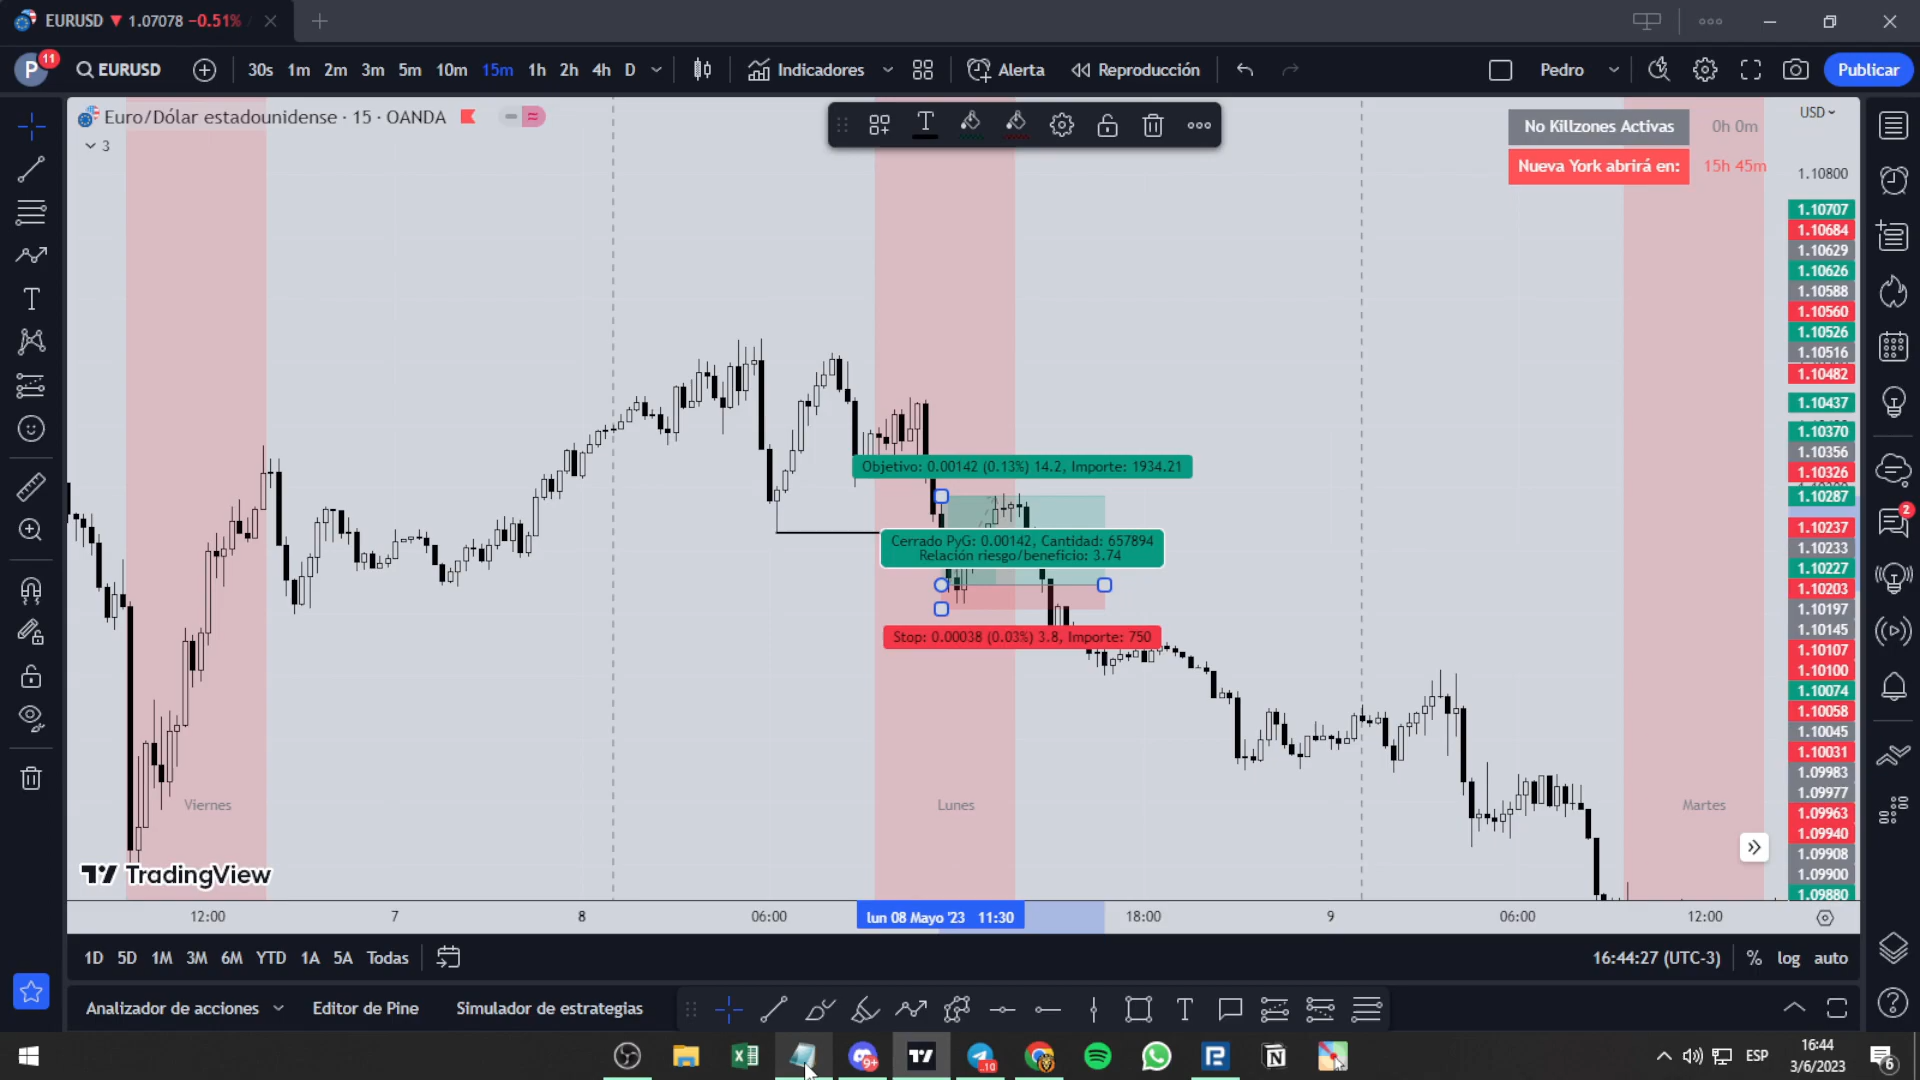 EURUSD ▼ 1.07078 −0.51%
P 11 EURUSD 30s 1m 2m 3m 5m 10m 15m 1h 2h 4h D Indicadores Alerta Reproducción Pedro Publicar
Euro/Dólar estadounidense · 15 · OANDA
3
No Killzones Activas 0h 0m
Nueva York abrirá en: 15h 45m
USD
1.10800
1.10707
1.10684
1.10629
1.10626
1.10588
1.10560
1.10526
1.10516
1.10482
1.10437
1.10370
1.10356
1.10326
1.10287
1.10237
1.10233
1.10227
1.10203
1.10197
1.10145
1.10107
1.10100
1.10074
1.10058
1.10045
1.10031
1.09983
1.09977
1.09963
1.09940
1.09908
1.09900
1.09880
Objetivo: 0.00142 (0.13%) 14.2, Importe: 1934.21
Cerrado PyG: 0.00142, Cantidad: 657894
Relación riesgo/beneficio: 3.74
Stop: 0.00038 (0.03%) 3.8, Importe: 750
Viernes Lunes Martes
TradingView
12:00 7 8 06:00 lun 08 Mayo '23 11:30 18:00 9 06:00 12:00
1D 5D 1M 3M 6M YTD 1A 5A Todas 16:44:27 (UTC-3) % log auto
Analizador de acciones Editor de Pine Simulador de estrategias
2
9+
10
ESP
16:44
3/6/2023
6